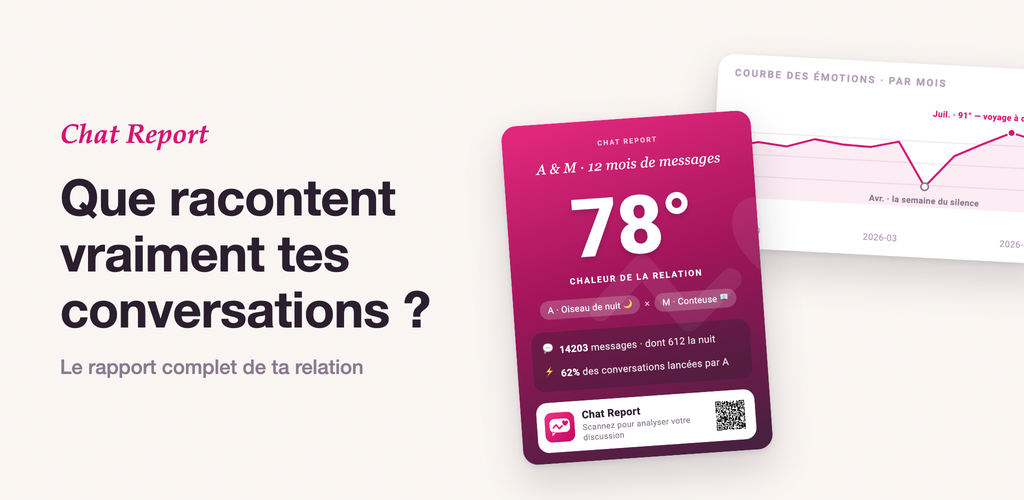 Chat Report
Que racontent
vraiment tes
conversations ?
Le rapport complet de ta relation
CHAT REPORT
A & M · 12 mois de messages
78°
CHALEUR DE LA RELATION
A · Oiseau de nuit 🌙 × M · Conteuse 📖
💬 14203 messages · dont 612 la nuit
⚡ 62% des conversations lancées par A
Chat Report
Scannez pour analyser votre
discussion
COURBE DES ÉMOTIONS · PAR MOIS
Juil. · 91° — voyage à
Avr. · la semaine du silence
2026-03
2026-